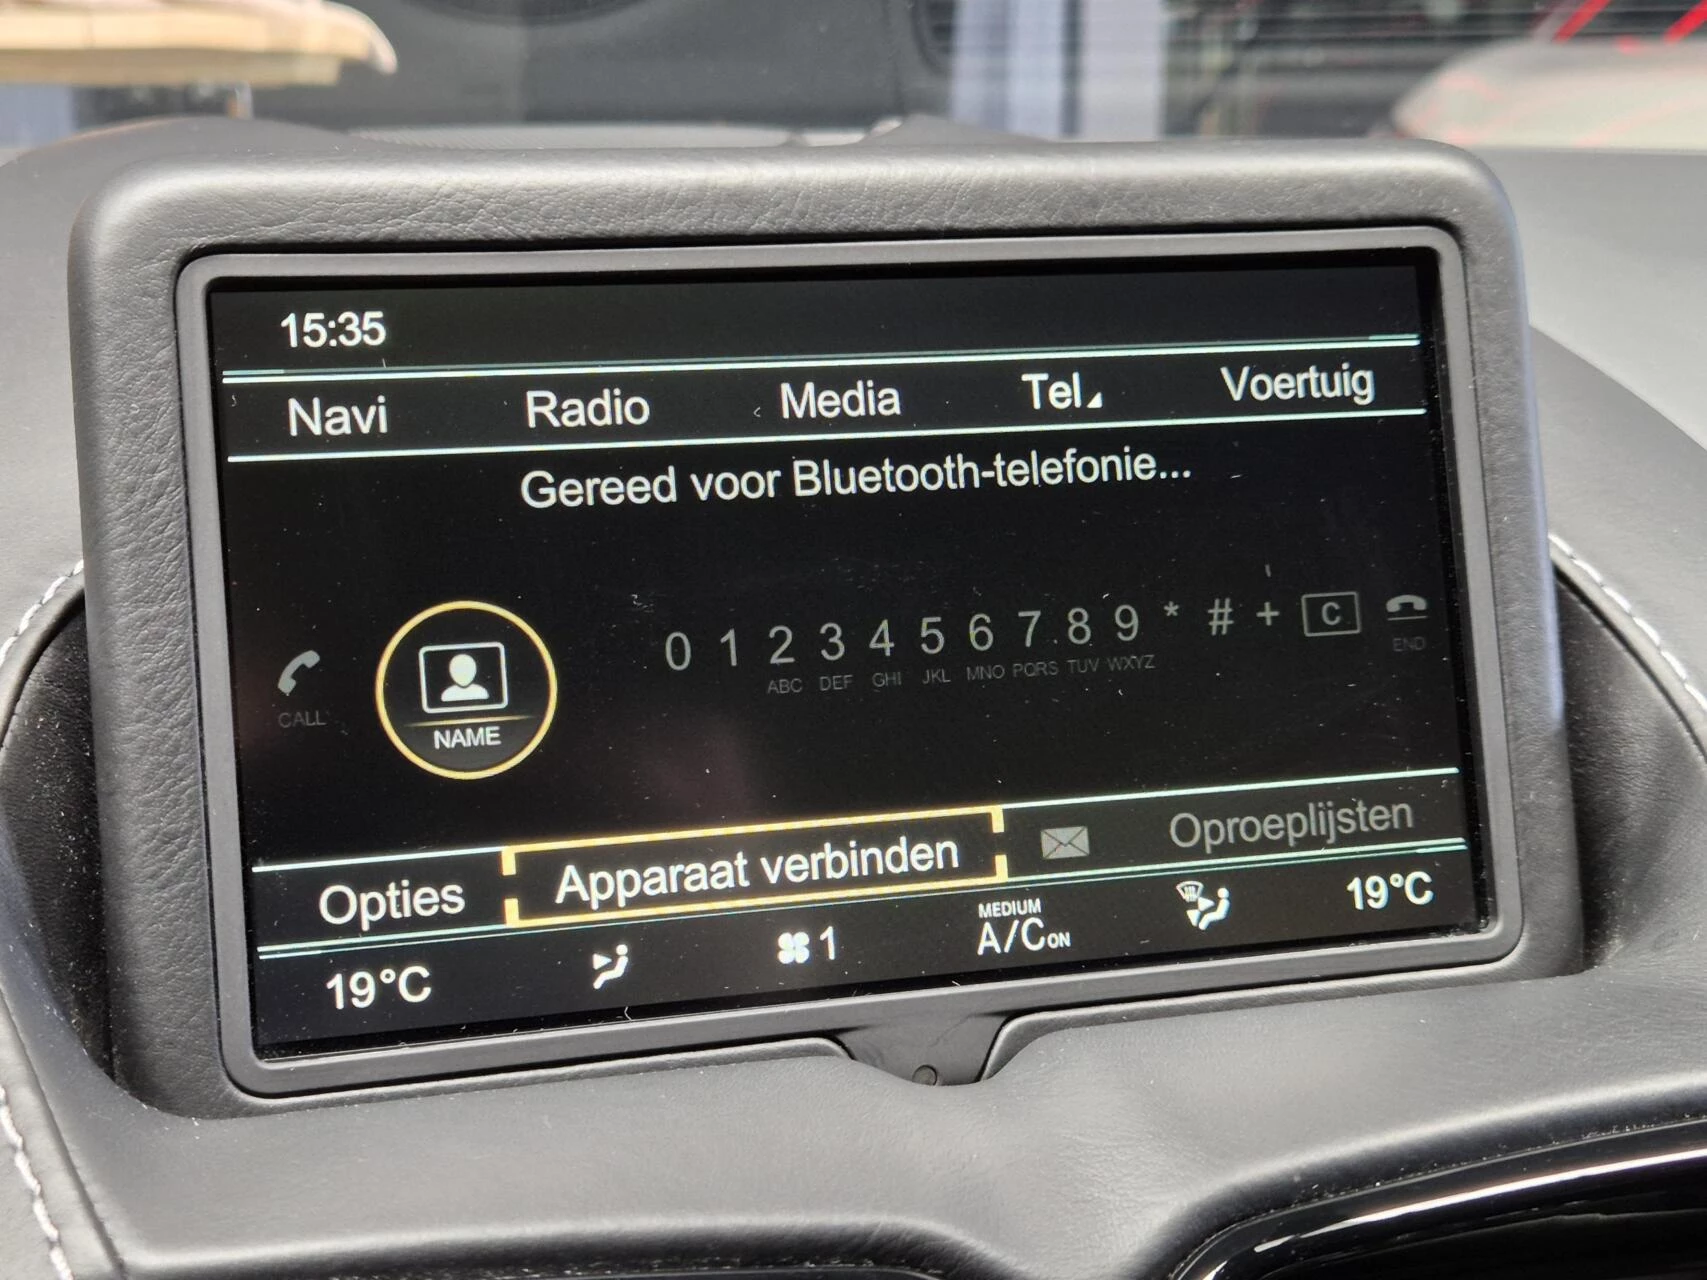 15:35
Navi Radio Media Tel Voertuig
Gereed voor Bluetooth-telefonie...
0 1 2 3 4 5 6 7 8 9 * # + C
ABC DEF GHI JKL MNO PQRS TUV WXYZ
CALL NAME END
Opties Apparaat verbinden Oproeplijsten
19°C 1 MEDIUM A/C ON 19°C